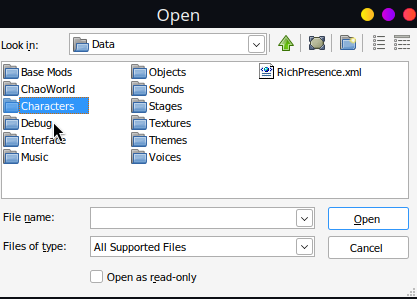 Open
Look in: Data
Base Mods Objects RichPresence.xml
ChaoWorld Sounds
Characters Stages
Debug Textures
Interface Themes
Music Voices
File name: Open
Files of type: All Supported Files Cancel
Open as read-only